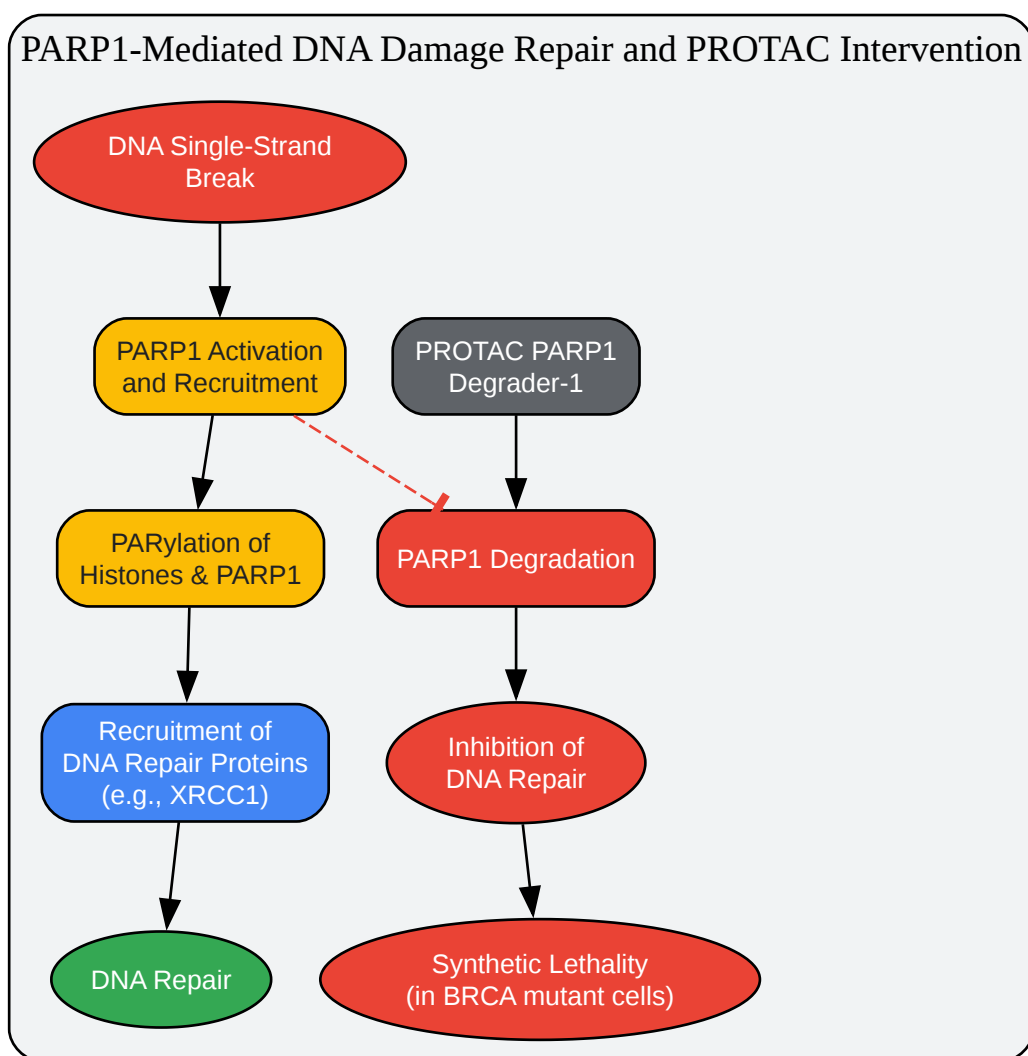 PARP1-Mediated DNA Damage Repair and PROTAC Intervention
DNA Single-Strand
Break
PARP1 Activation
and Recruitment
PROTAC PARP1
Degrader-1
PARylation of
Histones & PARP1
PARP1 Degradation
Recruitment of
DNA Repair Proteins
(e.g., XRCC1)
Inhibition of
DNA Repair
DNA Repair
Synthetic Lethality
(in BRCA mutant cells)